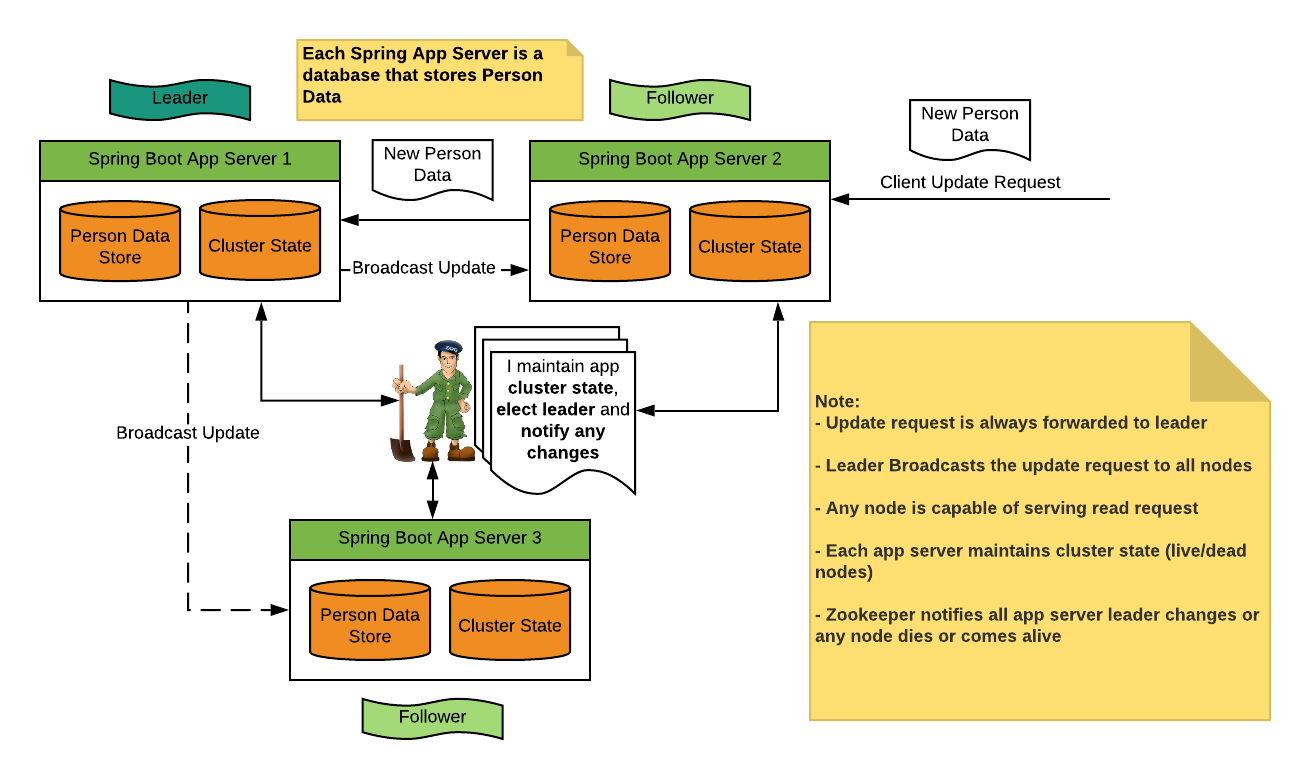 Each Spring App Server is a
database that stores Person
Data
Leader
Follower
New Person
Data
Spring Boot App Server 1
New Person
Data
Spring Boot App Server 2
Client Update Request
Person Data
Store
Cluster State
Person Data
Store
Cluster State
Broadcast Update
ZOO
I maintain app
cluster state,
elect leader and
notify any
changes
Broadcast Update
Note:
- Update request is always forwarded to leader
- Leader Broadcasts the update request to all nodes
- Any node is capable of serving read request
- Each app server maintains cluster state (live/dead
nodes)
- Zookeeper notifies all app server leader changes or
any node dies or comes alive
Spring Boot App Server 3
Person Data
Store
Cluster State
Follower